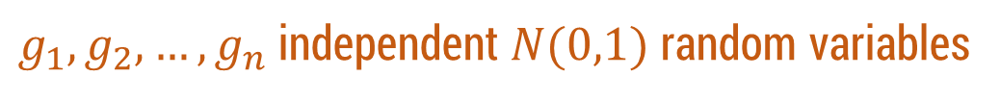 g₁, g₂, … , gₙ independent N(0,1) random variables